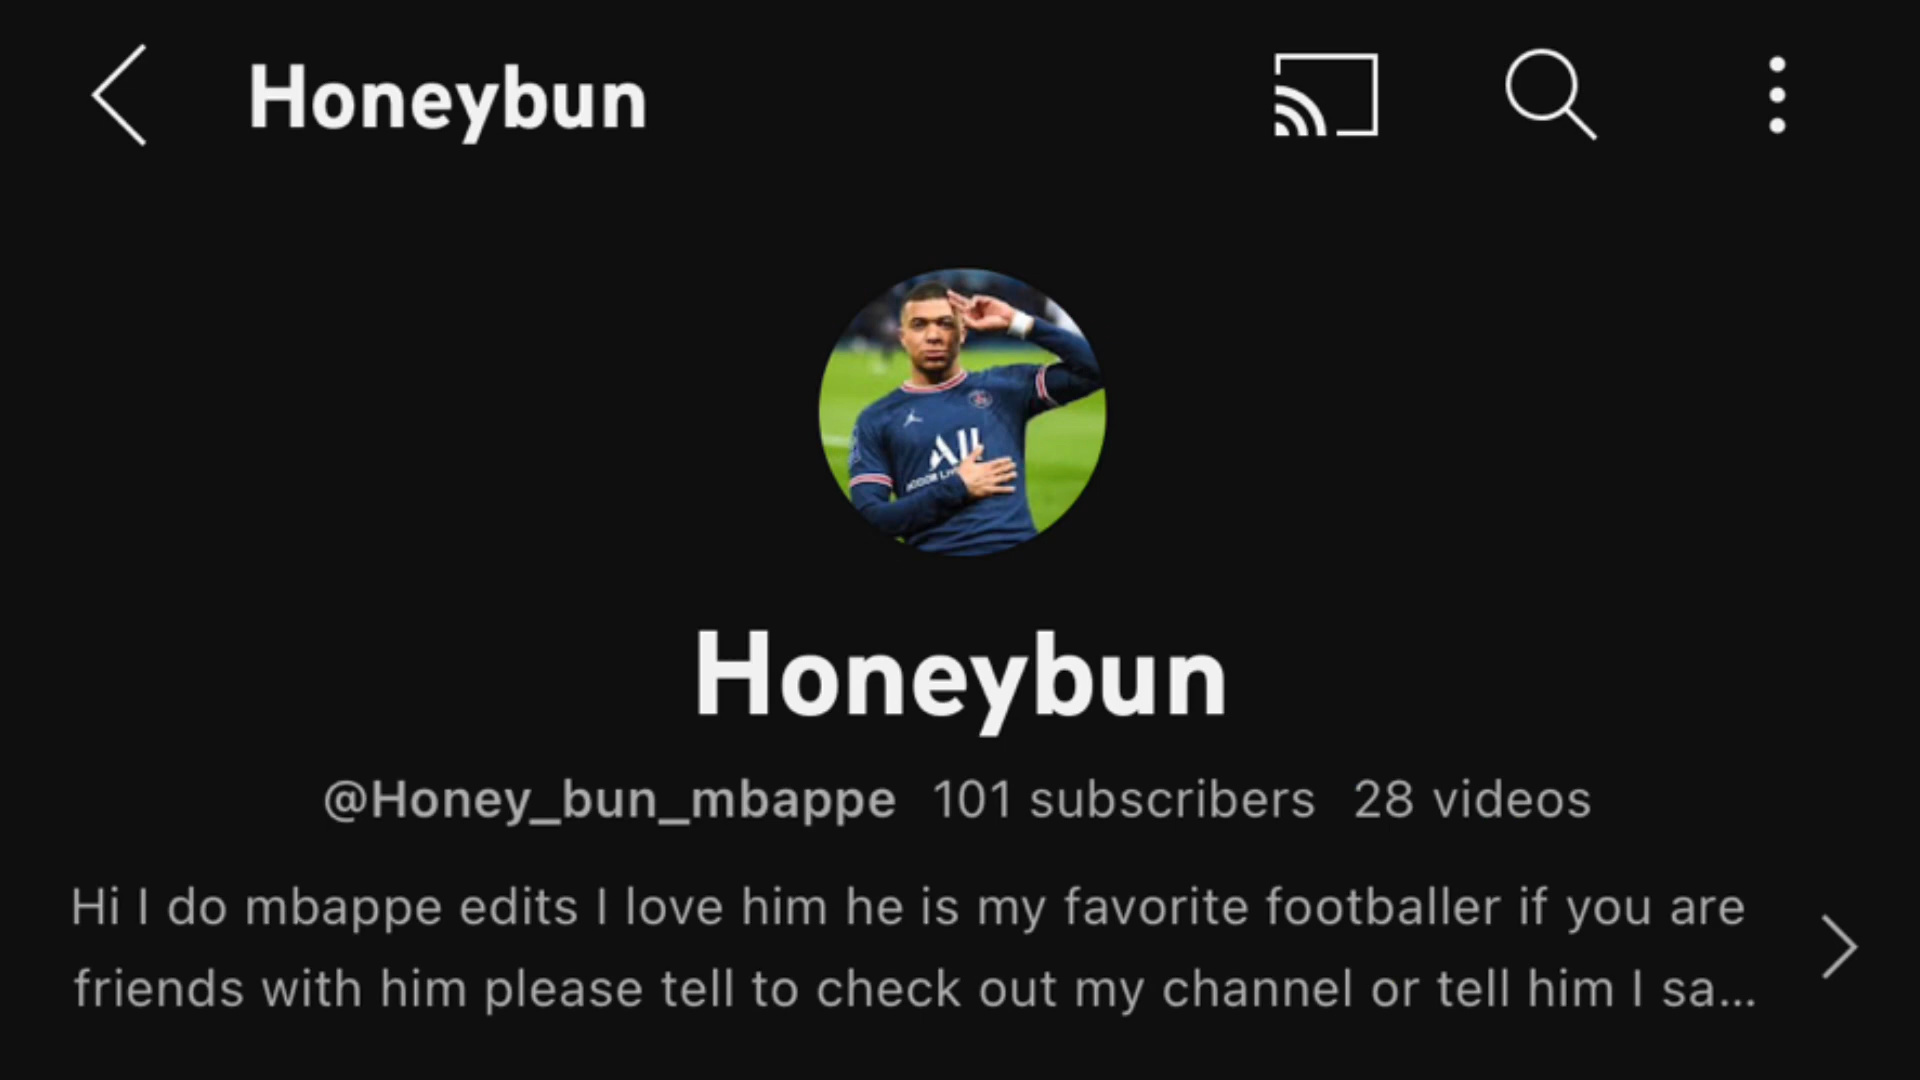 Honeybun
ALL
Honeybun
@Honey_bun_mbappe 101 subscribers 28 videos
Hi I do mbappe edits I love him he is my favorite footballer if you are
friends with him please tell to check out my channel or tell him I sa...